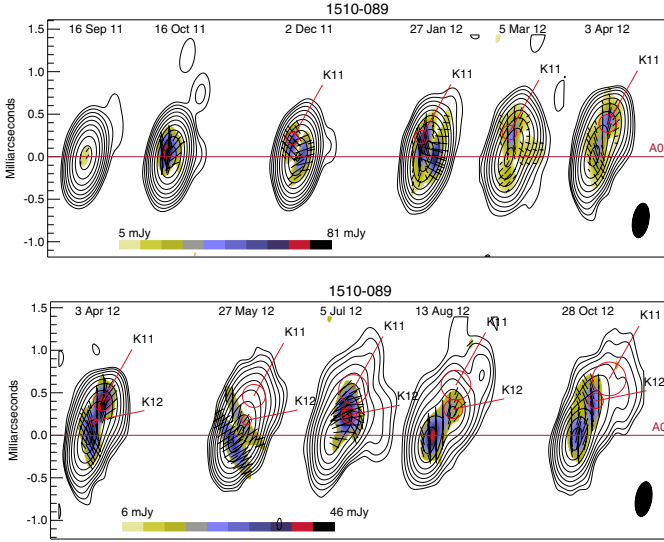 1510-089
16 Sep 11 16 Oct 11 2 Dec 11 27 Jan 12 5 Mar 12 3 Apr 12
K11 K11 K11 K11
Milliarcseconds
1.5
1.0
0.5
0.0
-0.5
-1.0
A0
5 mJy 81 mJy
1510-089
3 Apr 12 27 May 12 5 Jul 12 13 Aug 12 28 Oct 12
K11 K11 K11 K11 K11
K12 K12 K12 K12 K12
Milliarcseconds
1.5
1.0
0.5
0.0
-0.5
-1.0
A0
6 mJy 46 mJy